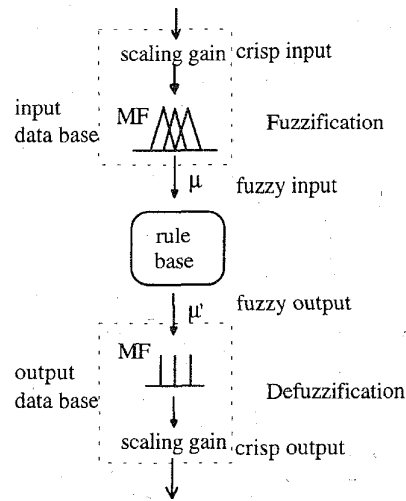 scaling gain crisp input
input
data base
MF
Fuzzification
μ
fuzzy input
rule
base
μ'
fuzzy output
MF
output
data base
Defuzzification
scaling gain crisp output